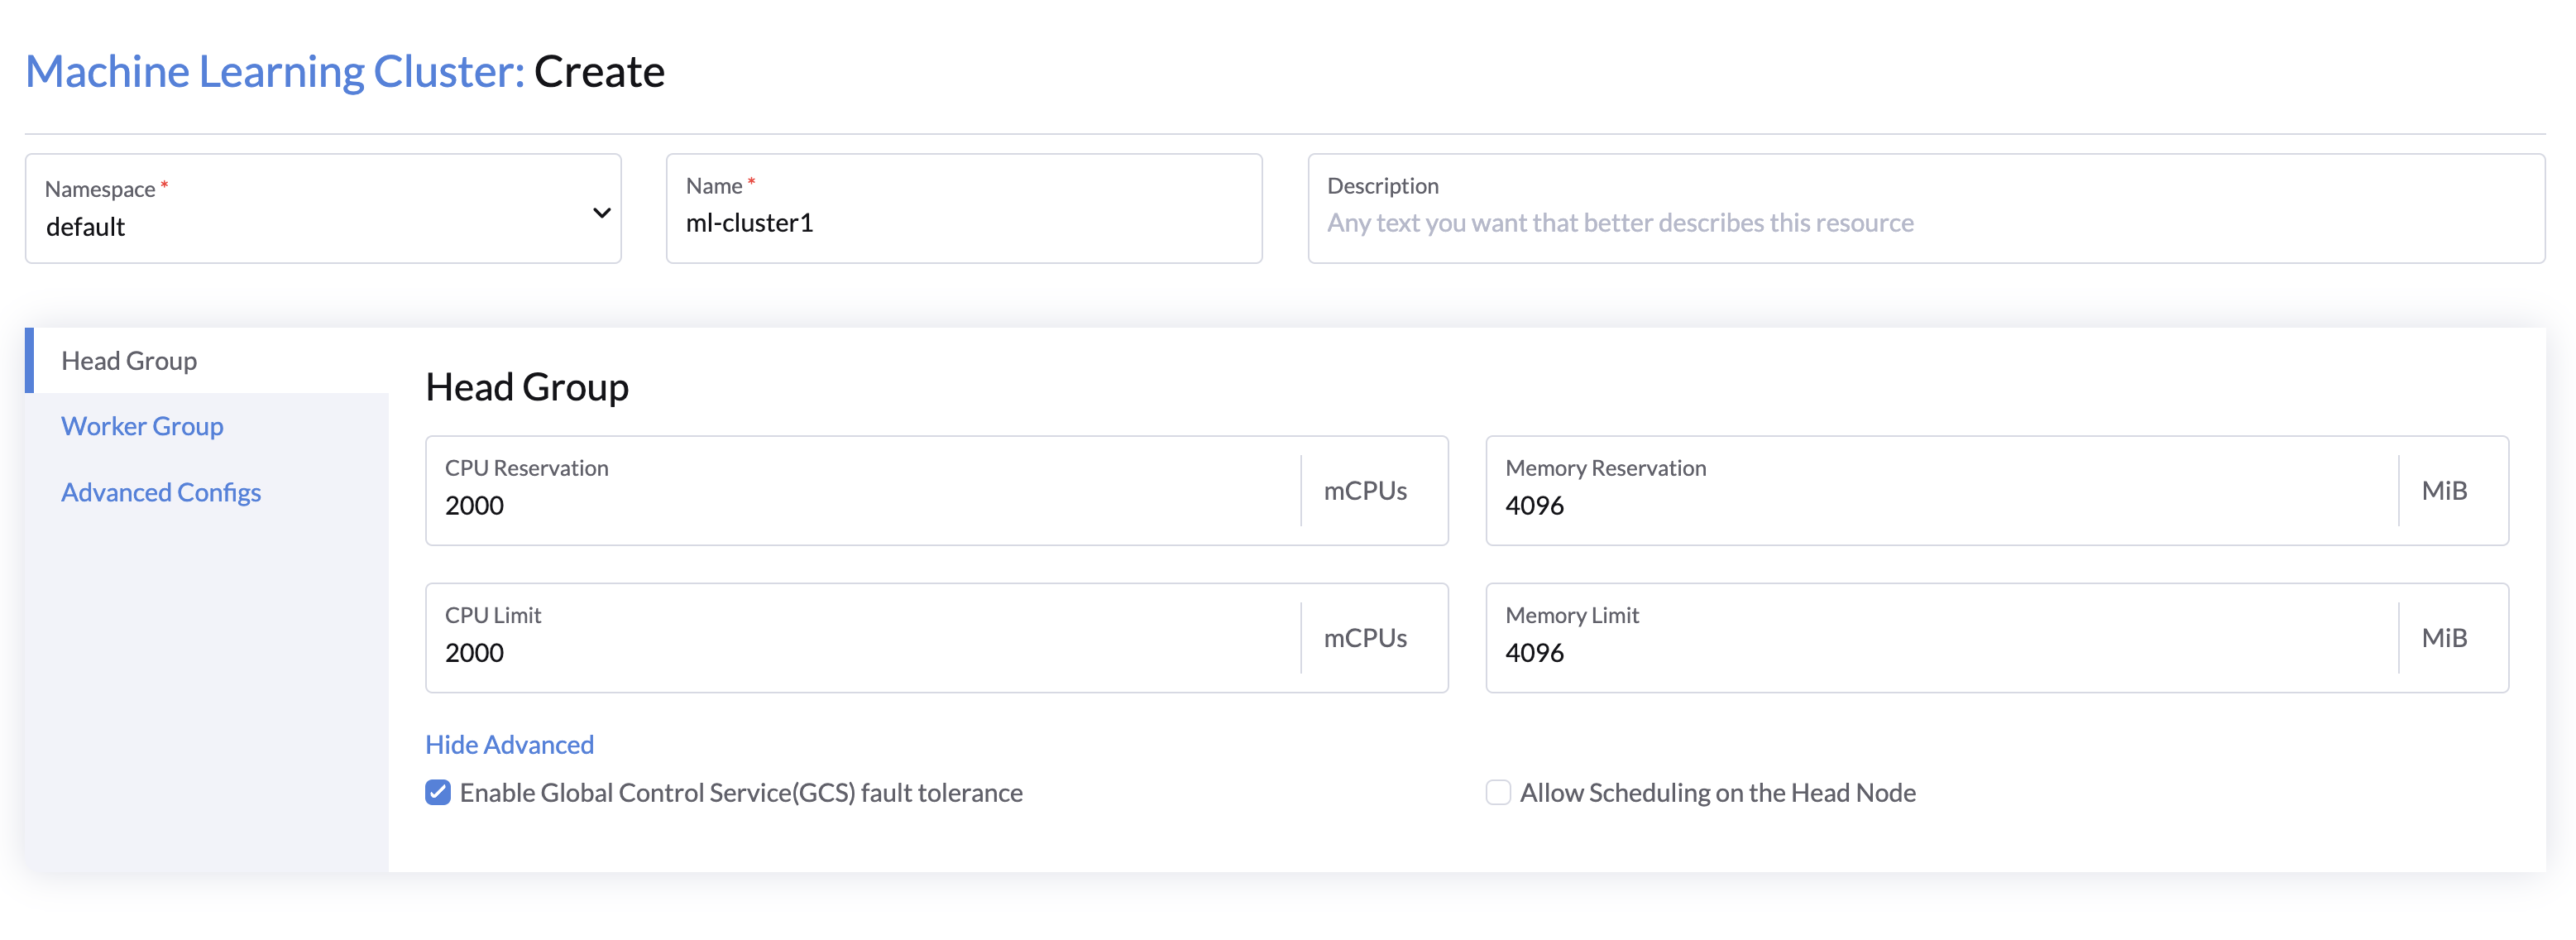 Machine Learning Cluster: Create
Namespace *
default
Name *
ml-cluster1
Description
Any text you want that better describes this resource
Head Group
Worker Group
Advanced Configs
Head Group
CPU Reservation
2000
mCPUs
Memory Reservation
4096
MiB
CPU Limit
2000
mCPUs
Memory Limit
4096
MiB
Hide Advanced
Enable Global Control Service(GCS) fault tolerance
Allow Scheduling on the Head Node